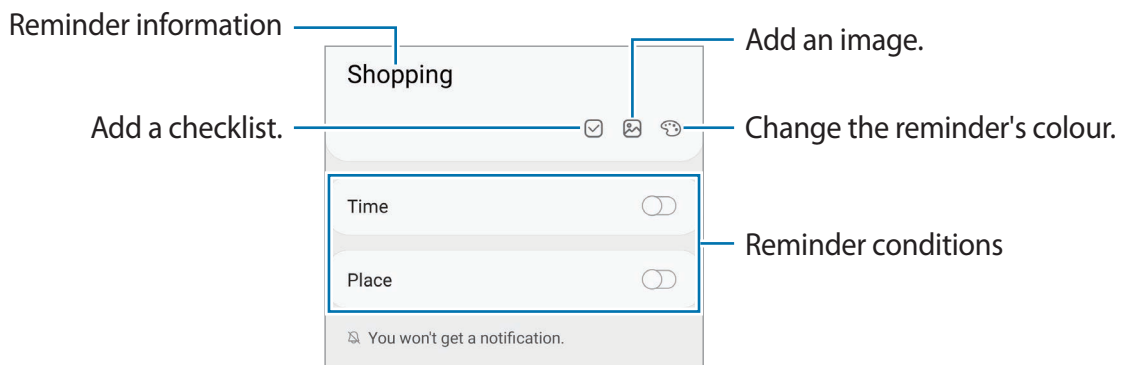 Reminder information
Add an image.
Shopping
Add a checklist.
Change the reminder's colour.
Time
Reminder conditions
Place
You won't get a notification.